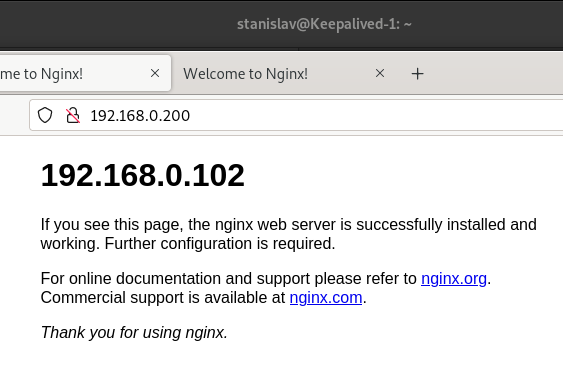 stanislav@Keepalived-1: ~
me to Nginx!
Welcome to Nginx!
192.168.0.200
192.168.0.102
If you see this page, the nginx web server is successfully installed and
working. Further configuration is required.
For online documentation and support please refer to nginx.org.
Commercial support is available at nginx.com.
Thank you for using nginx.